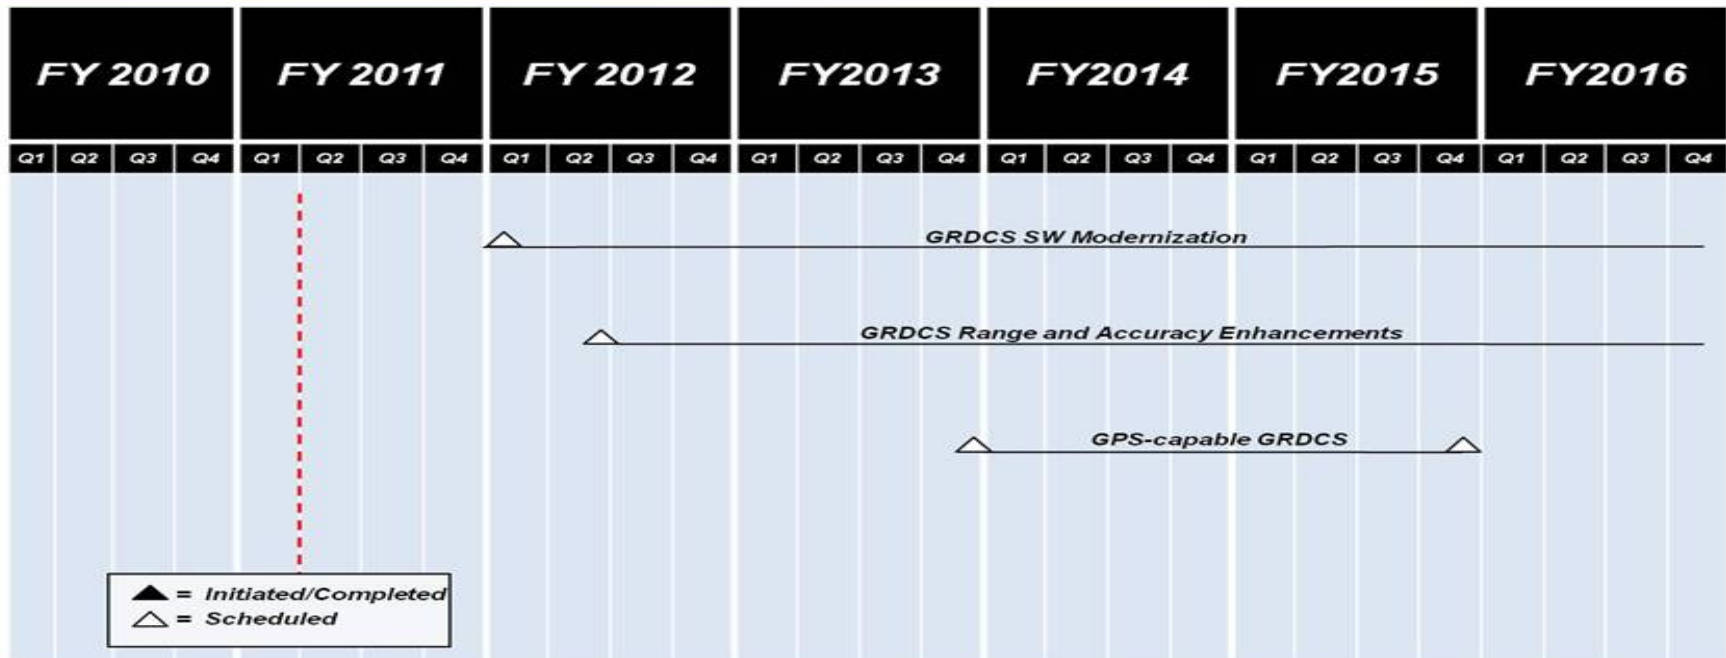 FY 2010 FY 2011 FY 2012 FY2013 FY2014 FY2015 FY2016
Q1 Q2 Q3 Q4 Q1 Q2 Q3 Q4 Q1 Q2 Q3 Q4 Q1 Q2 Q3 Q4 Q1 Q2 Q3 Q4 Q1 Q2 Q3 Q4 Q1 Q2 Q3 Q4
GRDCS SW Modernization
GRDCS Range and Accuracy Enhancements
GPS-capable GRDCS
= Initiated/Completed
= Scheduled